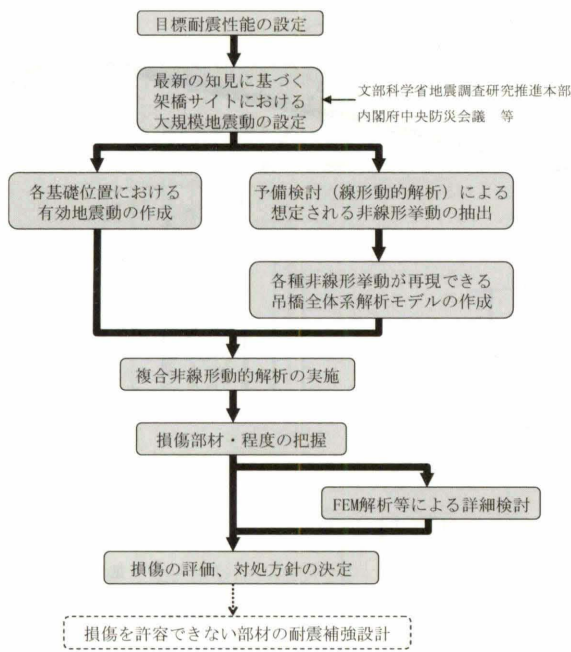 目標耐震性能の設定
最新の知見に基づく
架橋サイトにおける
大規模地震動の設定
文部科学省地震調査研究推進本部
内閣府中央防災会議　等
各基礎位置における
有効地震動の作成
予備検討（線形動的解析）による
想定される非線形挙動の抽出
各種非線形挙動が再現できる
吊橋全体系解析モデルの作成
複合非線形動的解析の実施
損傷部材・程度の把握
FEM解析等による詳細検討
損傷の評価、対処方針の決定
損傷を許容できない部材の耐震補強設計